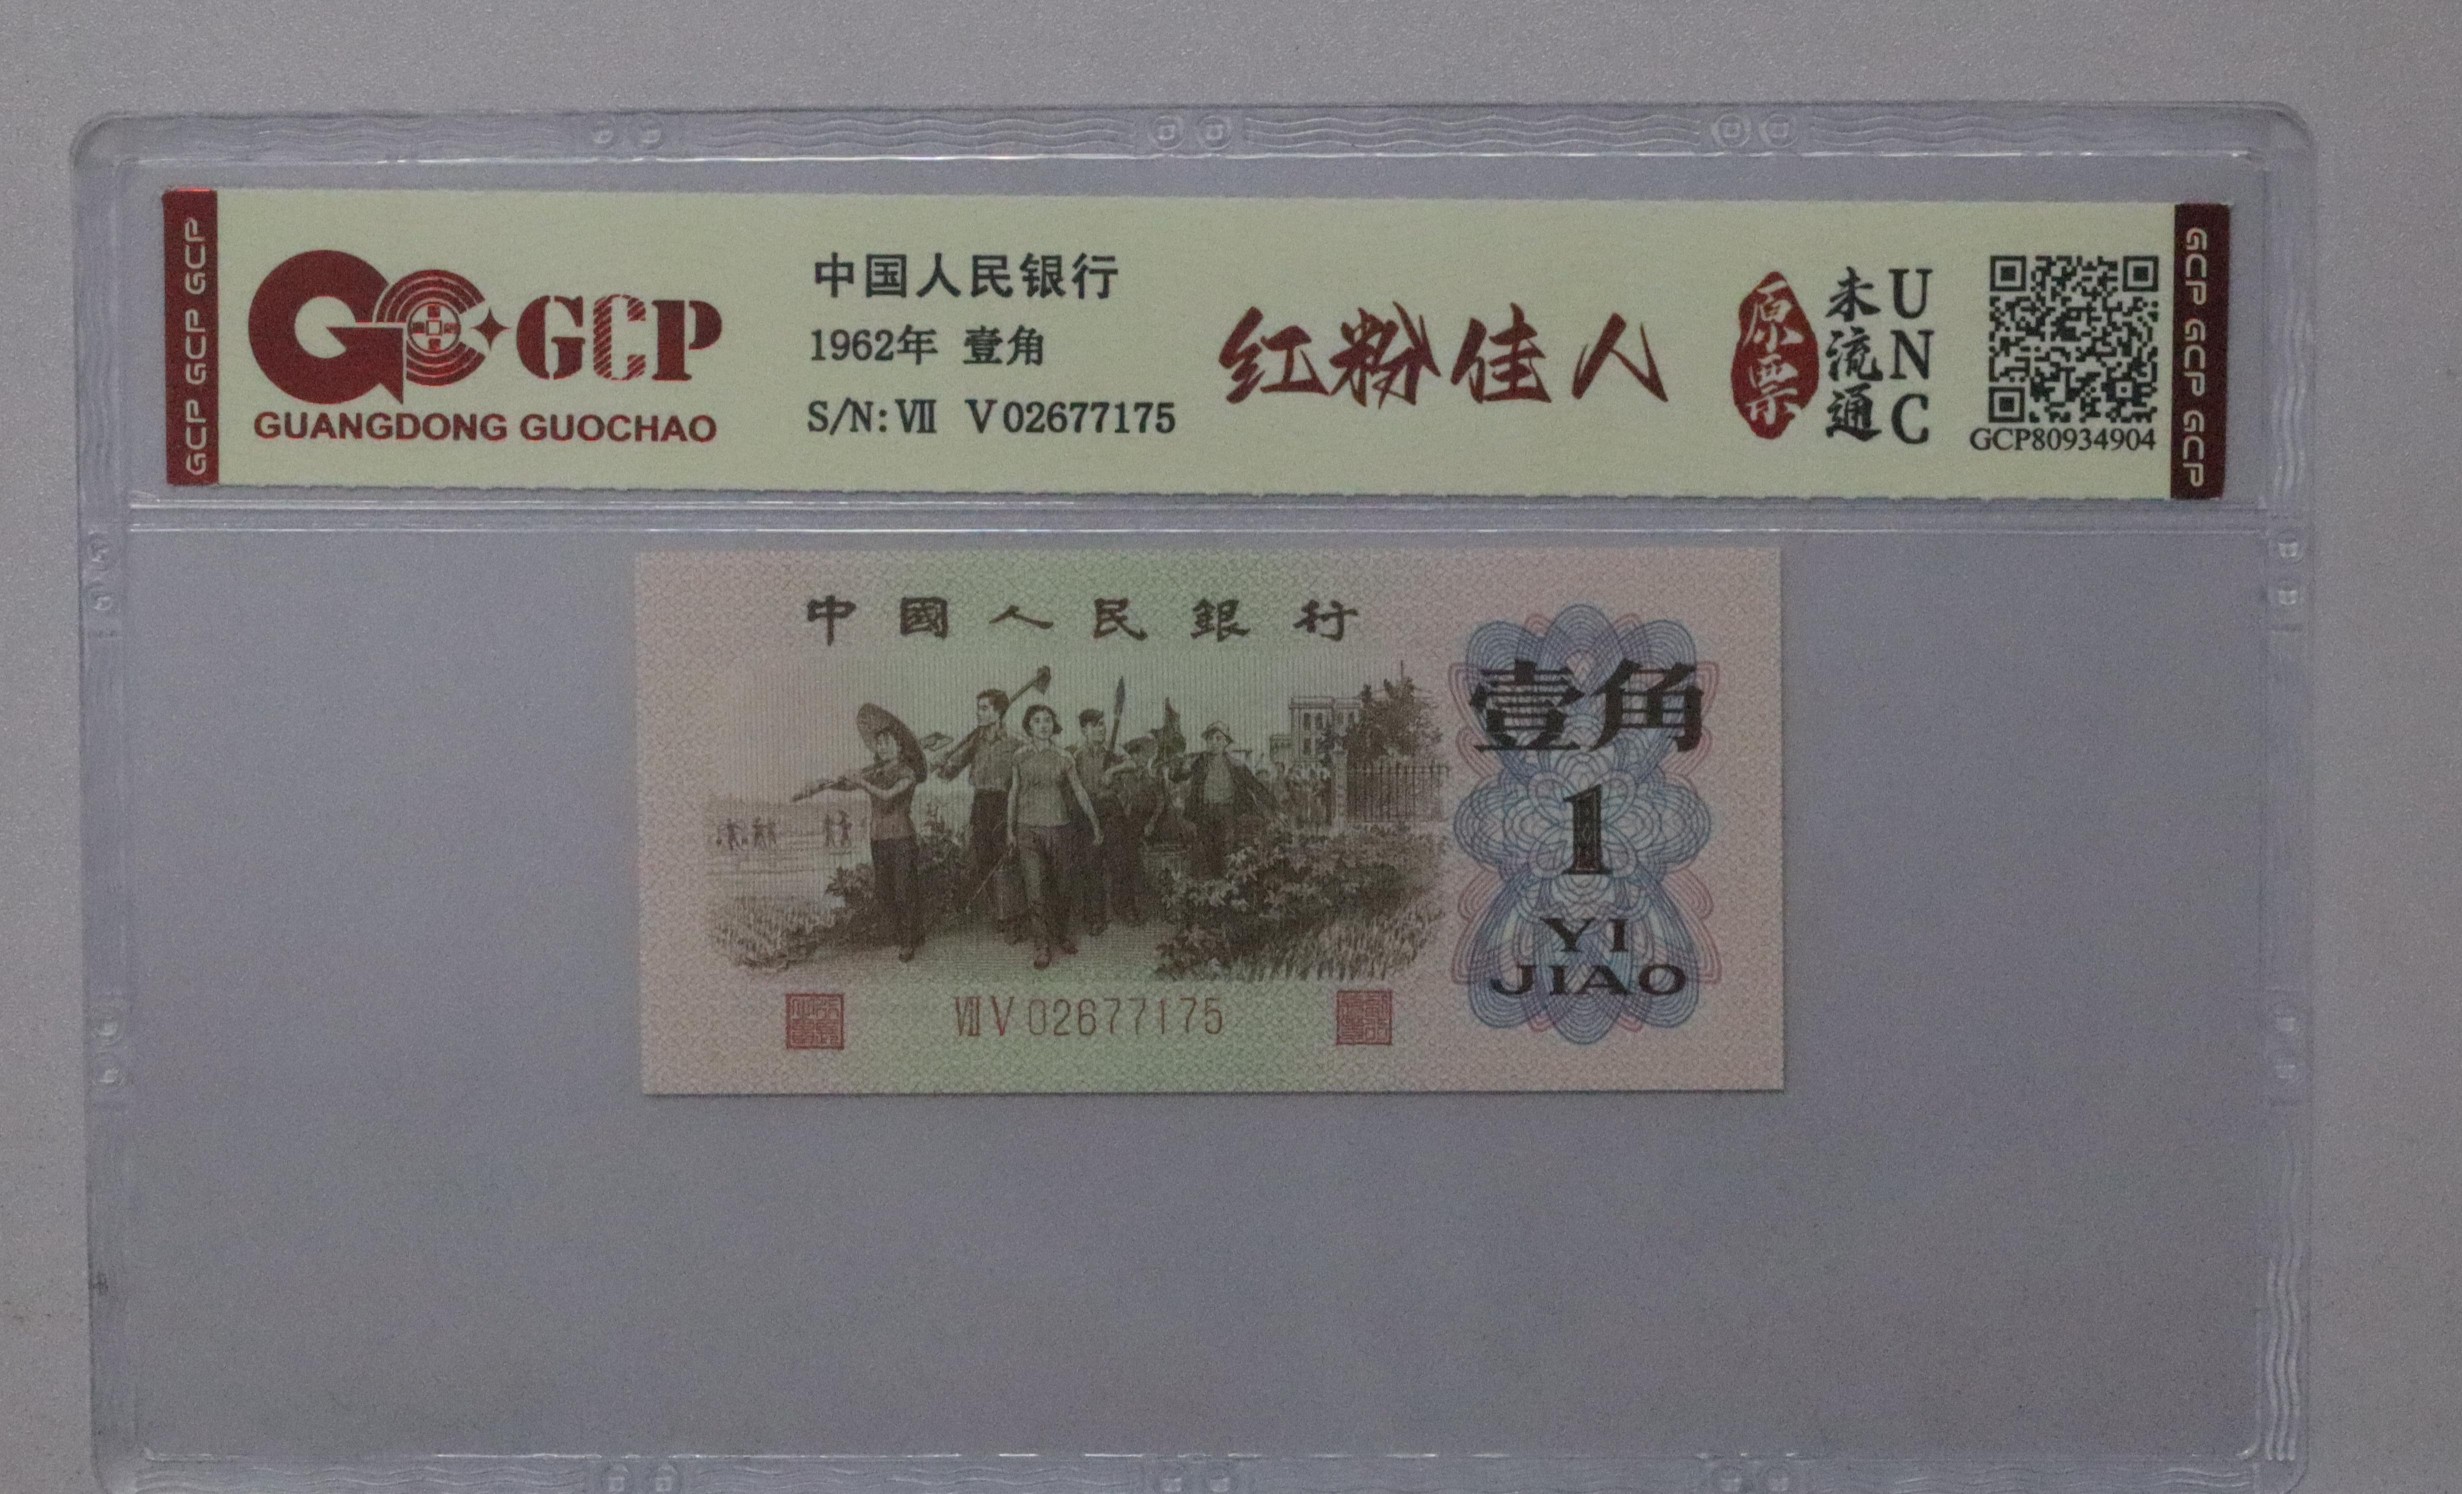 GCP GCP GCP
GCP
GUANGDONG GUOCHAO
中国人民银行
1962年 壹角
S/N: Ⅶ Ⅴ 02677175
红粉佳人
原票
未流通
UNC
GCP80934904
GCP GCP GCP GCP
中國人民銀行
壹角
1
YI
JIAO
ⅦⅤ02677175